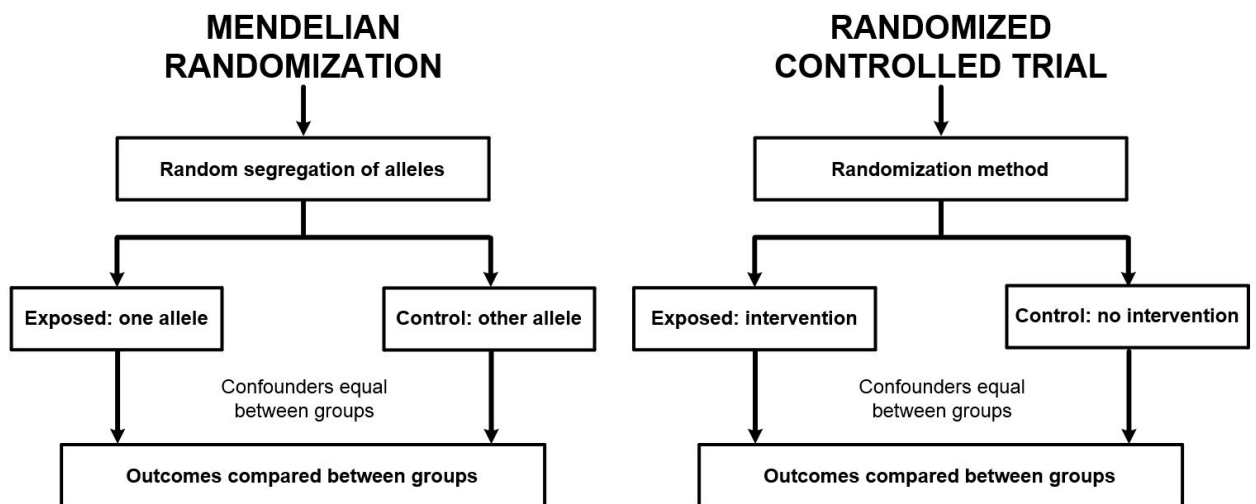 MENDELIAN
RANDOMIZATION
Random segregation of alleles
Exposed: one allele
Control: other allele
Confounders equal
between groups
Outcomes compared between groups
RANDOMIZED
CONTROLLED TRIAL
Randomization method
Exposed: intervention
Control: no intervention
Confounders equal
between groups
Outcomes compared between groups